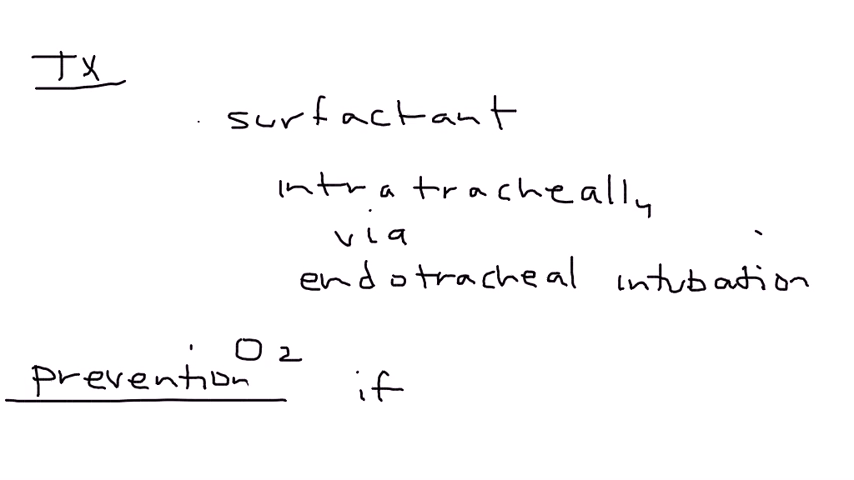 Tx
surfactant
intratracheally
via
endotracheal intubation
O2
prevention if